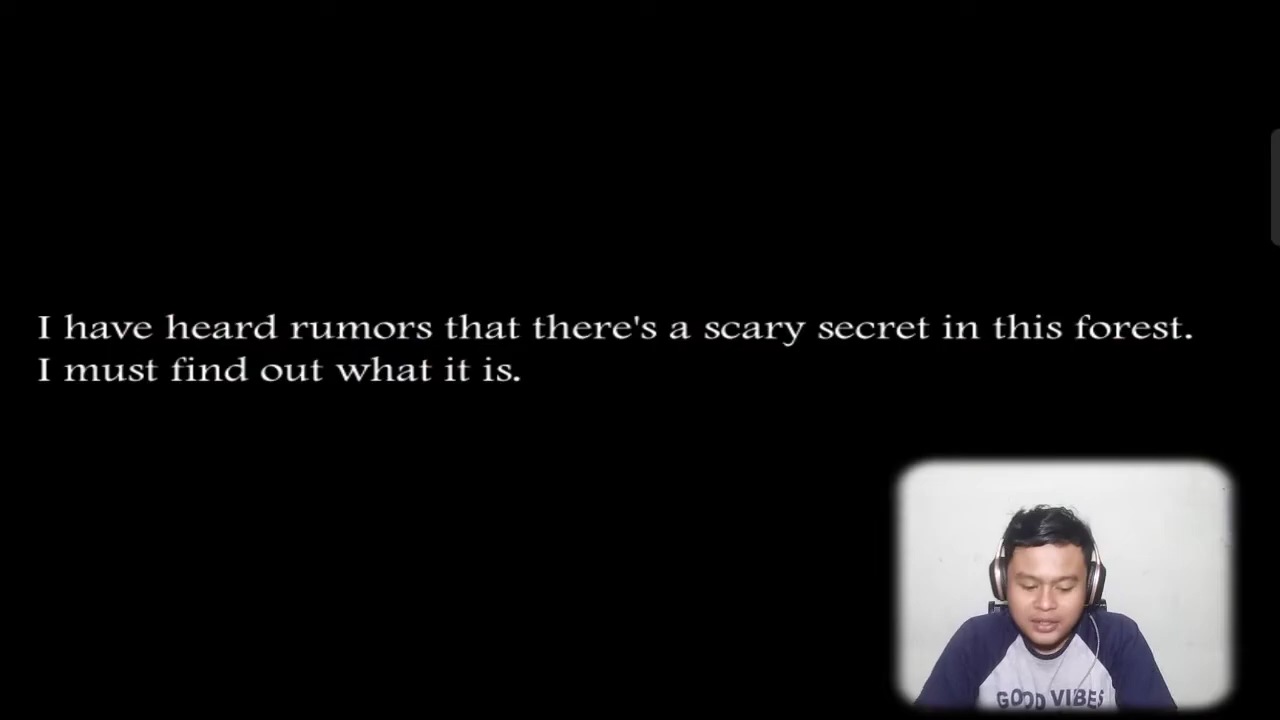 I have heard rumors that there's a scary secret in this forest.
I must find out what it is.
GOOD VIBES